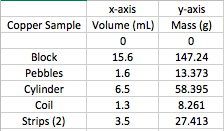 x-axis y-axis
Copper Sample Volume (mL) Mass (g)
0 0
Block 15.6 147.24
Pebbles 1.6 13.373
Cylinder 6.5 58.395
Coil 1.3 8.261
Strips (2) 3.5 27.413